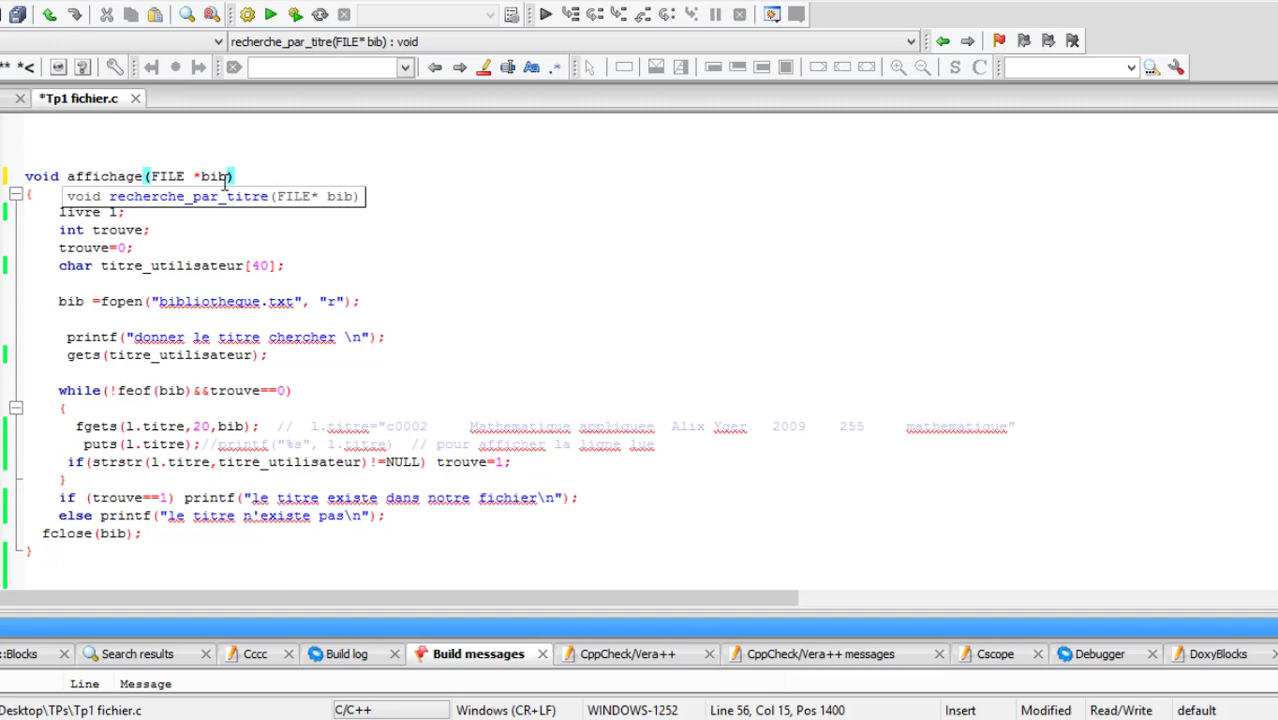 recherche_par_titre(FILE* bib) : void
** *<
S C
*Tp1 fichier.c
void affichage(FILE *bib)
{
void recherche_par_titre(FILE* bib)
livre l;
int trouve;
trouve=0;
char titre_utilisateur[40];
bib =fopen("bibliotheque.txt", "r");
printf("donner le titre chercher \n");
gets(titre_utilisateur);
while(!feof(bib)&&trouve==0)
{
fgets(l.titre,20,bib); // l.titre="c0002 Mathematique appliquee Alix Yger 2009 255 mathematique"
puts(l.titre);//printf("%s", l.titre) // pour afficher la ligne lue
if(strstr(l.titre,titre_utilisateur)!=NULL) trouve=1;
}
if (trouve==1) printf("le titre existe dans notre fichier\n");
else printf("le titre n'existe pas\n");
fclose(bib);
}
::Blocks Search results Cccc Build log Build messages CppCheck/Vera++ CppCheck/Vera++ messages Cscope Debugger DoxyBlocks
Line Message
Desktop\TPs\Tp1 fichier.c C/C++ Windows (CR+LF) WINDOWS-1252 Line 56, Col 15, Pos 1400 Insert Modified Read/Write default